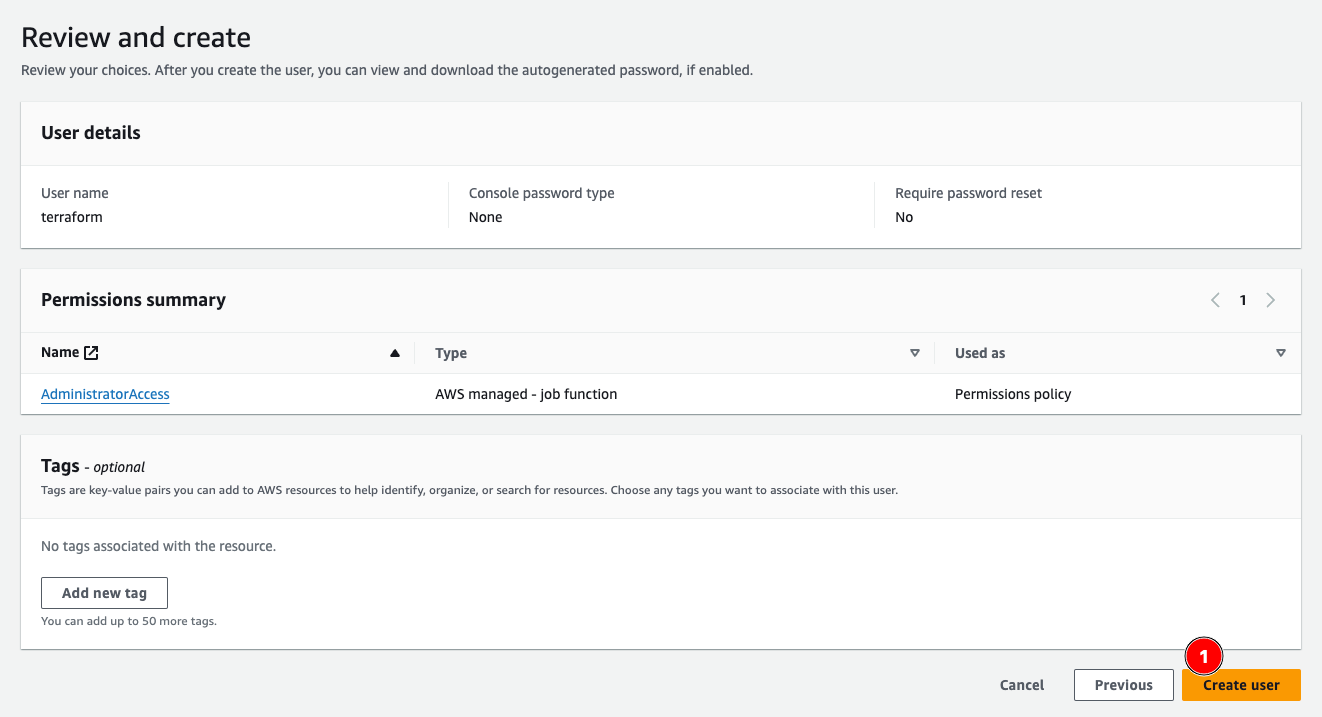 Review and create
Review your choices. After you create the user, you can view and download the autogenerated password, if enabled.
User details
User name
terraform
Console password type
None
Require password reset
No
Permissions summary
1
Name
Type
Used as
AdministratorAccess
AWS managed - job function
Permissions policy
Tags - optional
Tags are key-value pairs you can add to AWS resources to help identify, organize, or search for resources. Choose any tags you want to associate with this user.
No tags associated with the resource.
Add new tag
You can add up to 50 more tags.
1
Cancel
Previous
Create user